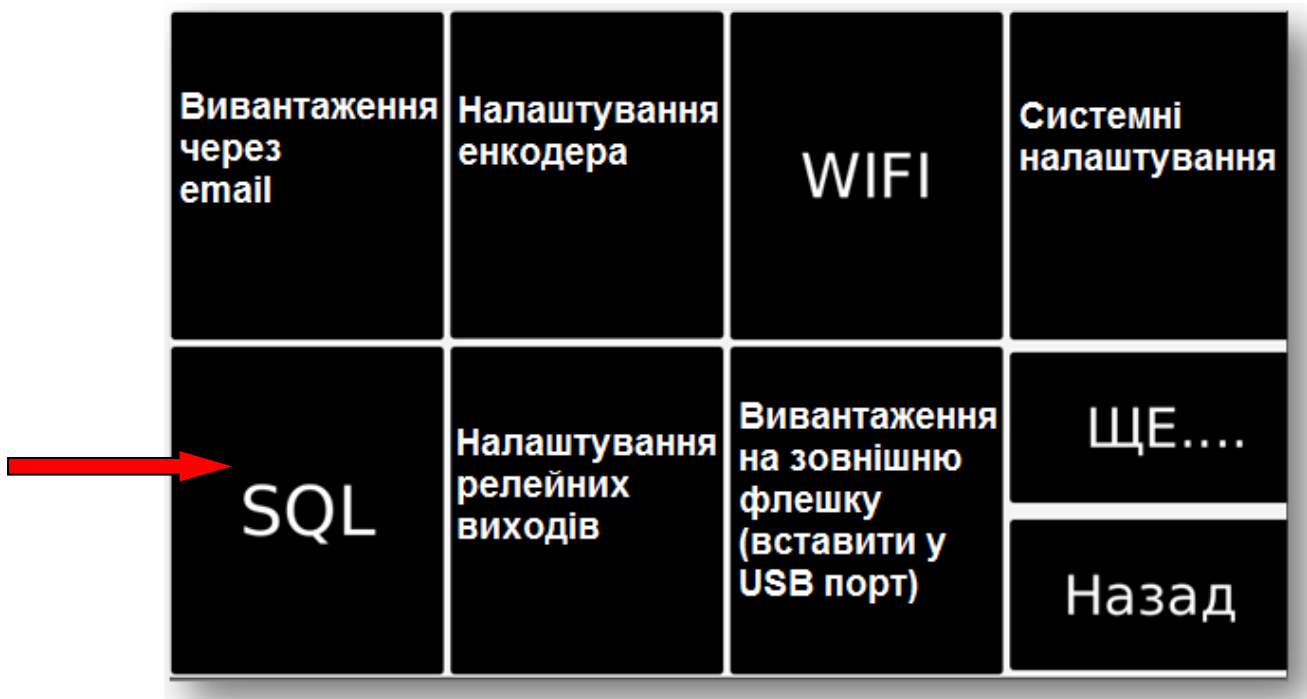 Вивантаження
через
email
Налаштування
енкодера
WIFI
Системні
налаштування
SQL
Налаштування
релейних
виходів
Вивантаження
на зовнішню
флешку
(вставити у
USB порт)
ЩЕ....
Назад